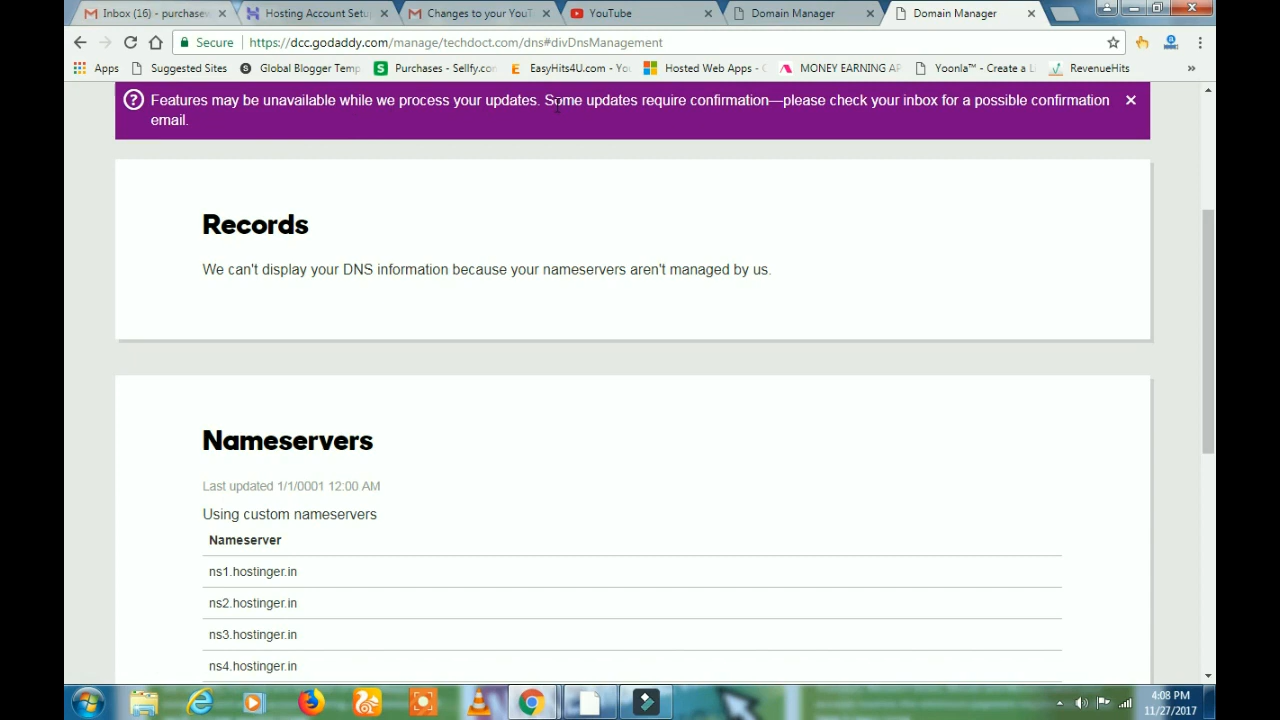 Inbox (16) - purchasew
Hosting Account Setu
Changes to your YouT
YouTube
Domain Manager
Domain Manager
Secure
https://dcc.godaddy.com/manage/techdoct.com/dns#divDnsManagement
Apps
Suggested Sites
Global Blogger Temp
Purchases - Sellfy.co
EasyHits4U.com - Yo
Hosted Web Apps -
MONEY EARNING AP
Yoonla™ - Create a L
RevenueHits
»
Features may be unavailable while we process your updates. Some updates require confirmation—please check your inbox for a possible confirmation
email.
Records
We can't display your DNS information because your nameservers aren't managed by us.
Nameservers
Last updated 1/1/0001 12:00 AM
Using custom nameservers
Nameserver
ns1.hostinger.in
ns2.hostinger.in
ns3.hostinger.in
ns4.hostinger.in
4:08 PM
11/27/2017